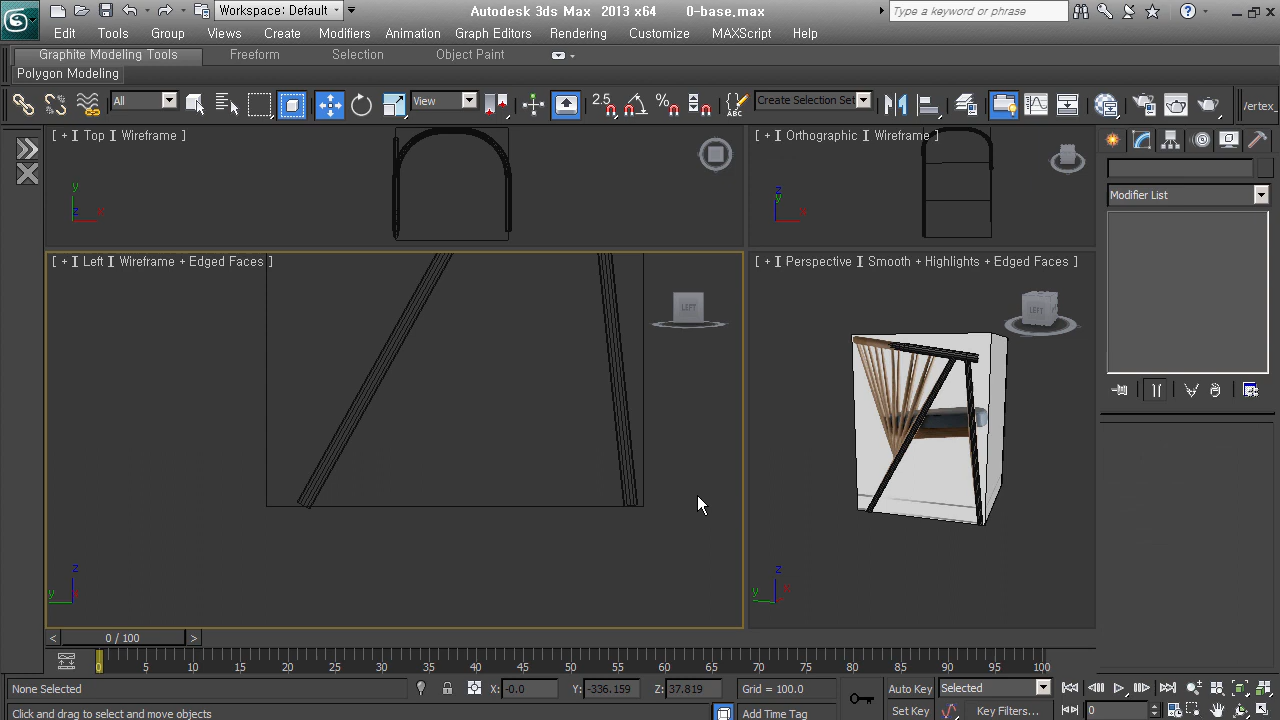 Workspace: Default
Autodesk 3ds Max 2013 x64 0-base.max
Type a keyword or phrase
Edit Tools Group Views Create Modifiers Animation Graph Editors Rendering Customize MAXScript Help
Graphite Modeling Tools Freeform Selection Object Paint
Polygon Modeling
All View 2.5 Create Selection Set
[ + ] Top ] Wireframe ]
[ + ] Orthographic ] Wireframe ]
Modifier List
[ + ] Left ] Wireframe + Edged Faces ]
[ + ] Perspective ] Smooth + Highlights + Edged Faces ]
LEFT
LEFT
y
z
z
y
z
y
0 / 100
0 5 10 15 20 25 30 35 40 45 50 55 60 65 70 75 80 85 90 95 100
None Selected X: -0.0 Y: -336.159 Z: 37.819 Grid = 100.0 Auto Key Selected
Click and drag to select and move objects Add Time Tag Set Key Key Filters... 0